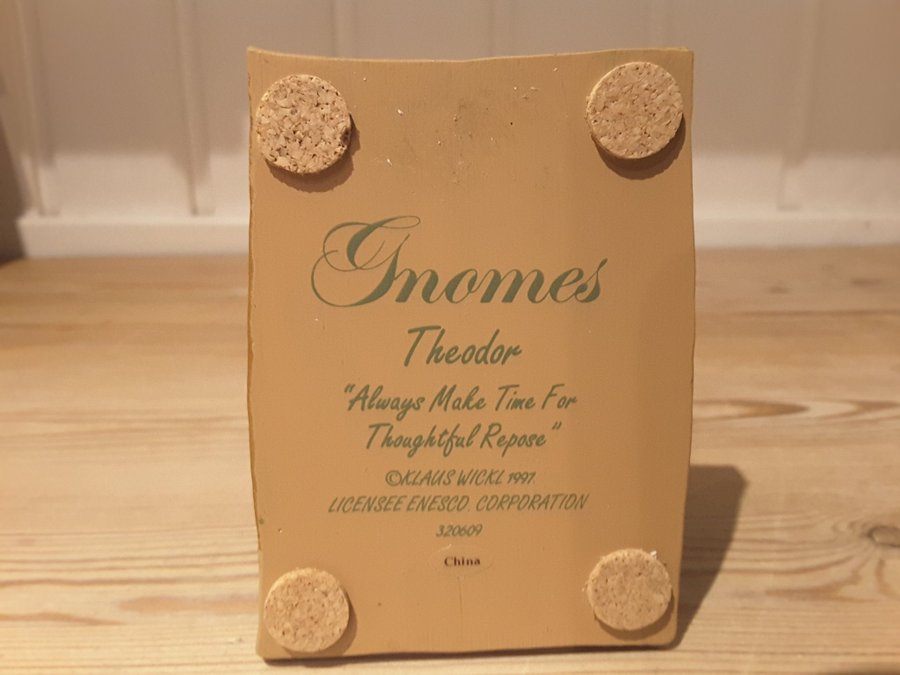 Gnomes
Theodor
"Always Make Time For
Thoughtful Repose"
©KLAUS WICKL 1997.
LICENSEE ENESCO. CORPORATION
320609
China